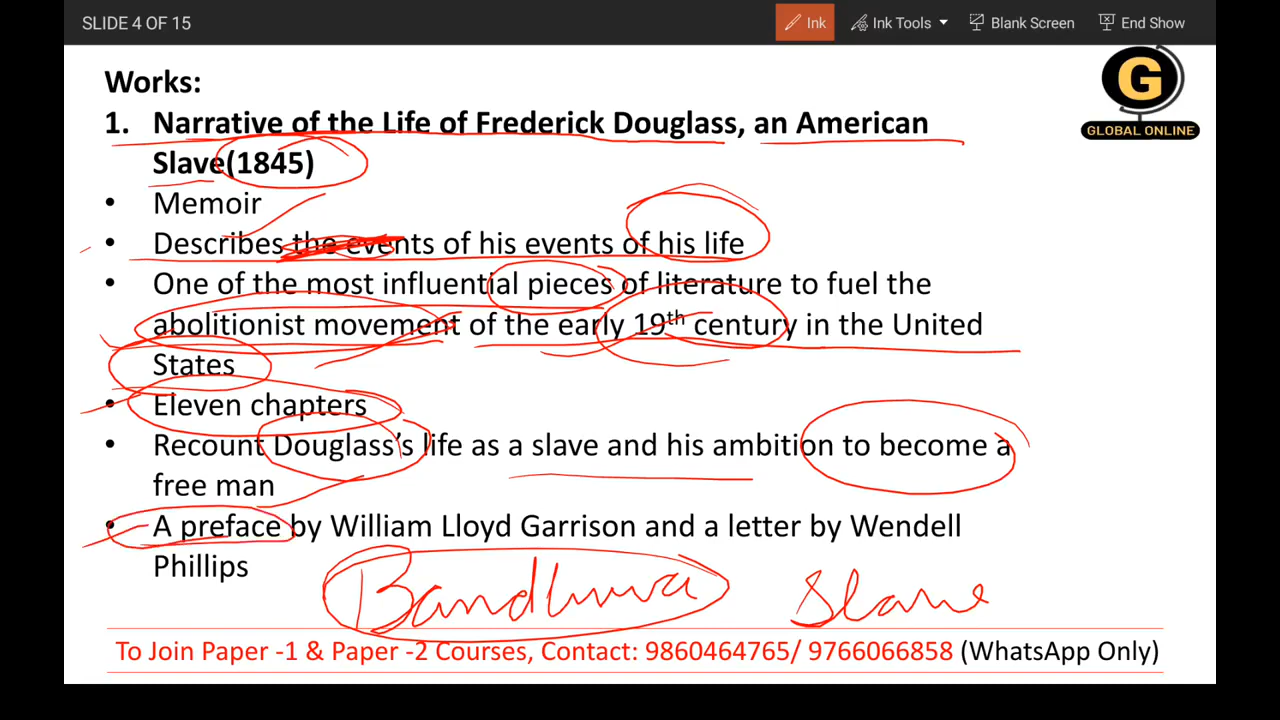 SLIDE 4 OF 15
Ink
Ink Tools
Blank Screen
End Show
Works:
G
GLOBAL ONLINE
1. Narrative of the Life of Frederick Douglass, an American
Slave(1845)
• Memoir
• Describes the events of his events of his life
• One of the most influential pieces of literature to fuel the
abolitionist movement of the early 19th century in the United
States
• Eleven chapters
• Recount Douglass's life as a slave and his ambition to become a
free man
• A preface by William Lloyd Garrison and a letter by Wendell
Phillips
Bandhuwa Slave
To Join Paper -1 & Paper -2 Courses, Contact: 9860464765/ 9766066858 (WhatsApp Only)